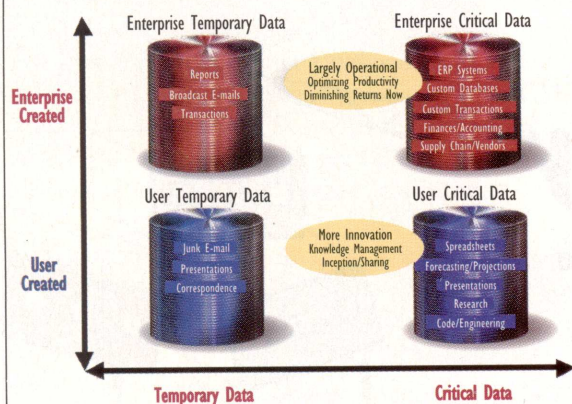 Enterprise Temporary Data
Reports
Broadcast E-mails
Transactions
Largely Operational
Optimizing Productivity
Diminishing Returns Now
Enterprise Critical Data
ERP Systems
Custom Databases
Custom Transactions
Finances/Accounting
Supply Chain/Vendors
Enterprise
Created
User Temporary Data
Junk E-mail
Presentations
Correspondence
More Innovation
Knowledge Management
Inception/Sharing
User Critical Data
Spreadsheets
Forecasting/Projections
Presentations
Research
Code/Engineering
User
Created
Temporary Data
Critical Data